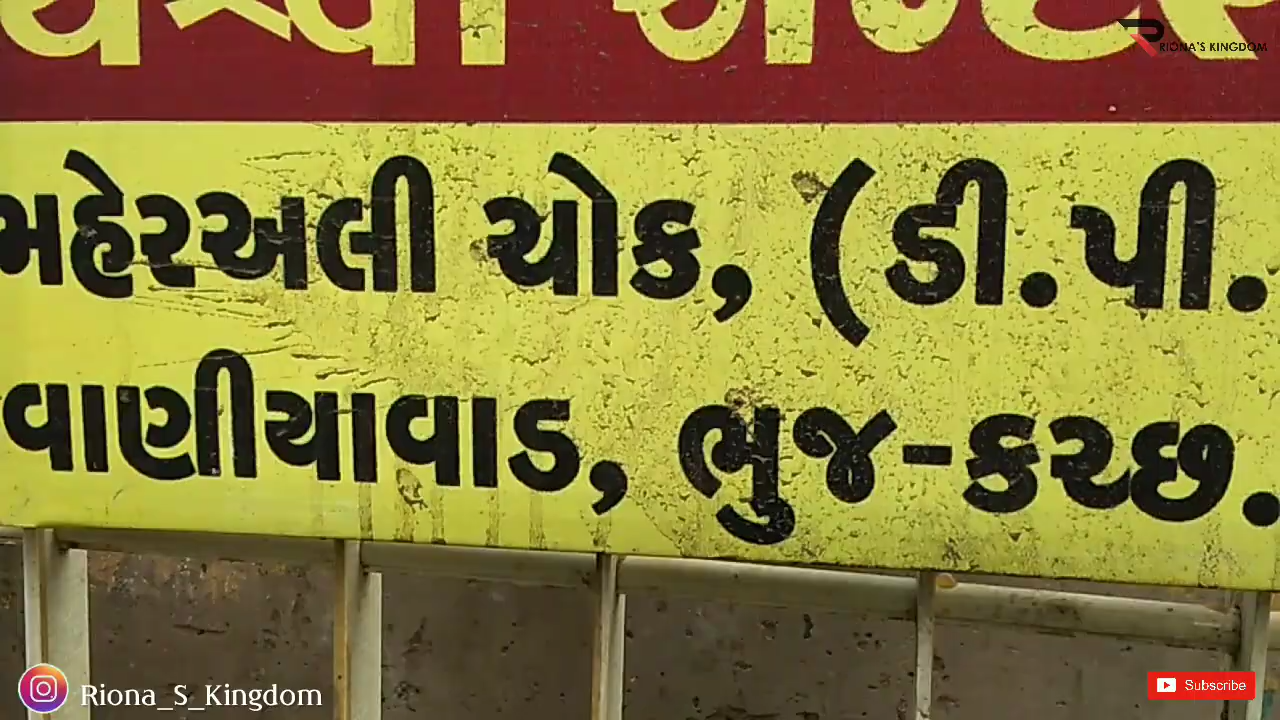 RIONA'S KINGDOM
મહેરઅલી ચોક, (ડી.પી.
વાણીયાવાડ, ભુજ-કચ્છ.
Riona_S_Kingdom
Subscribe